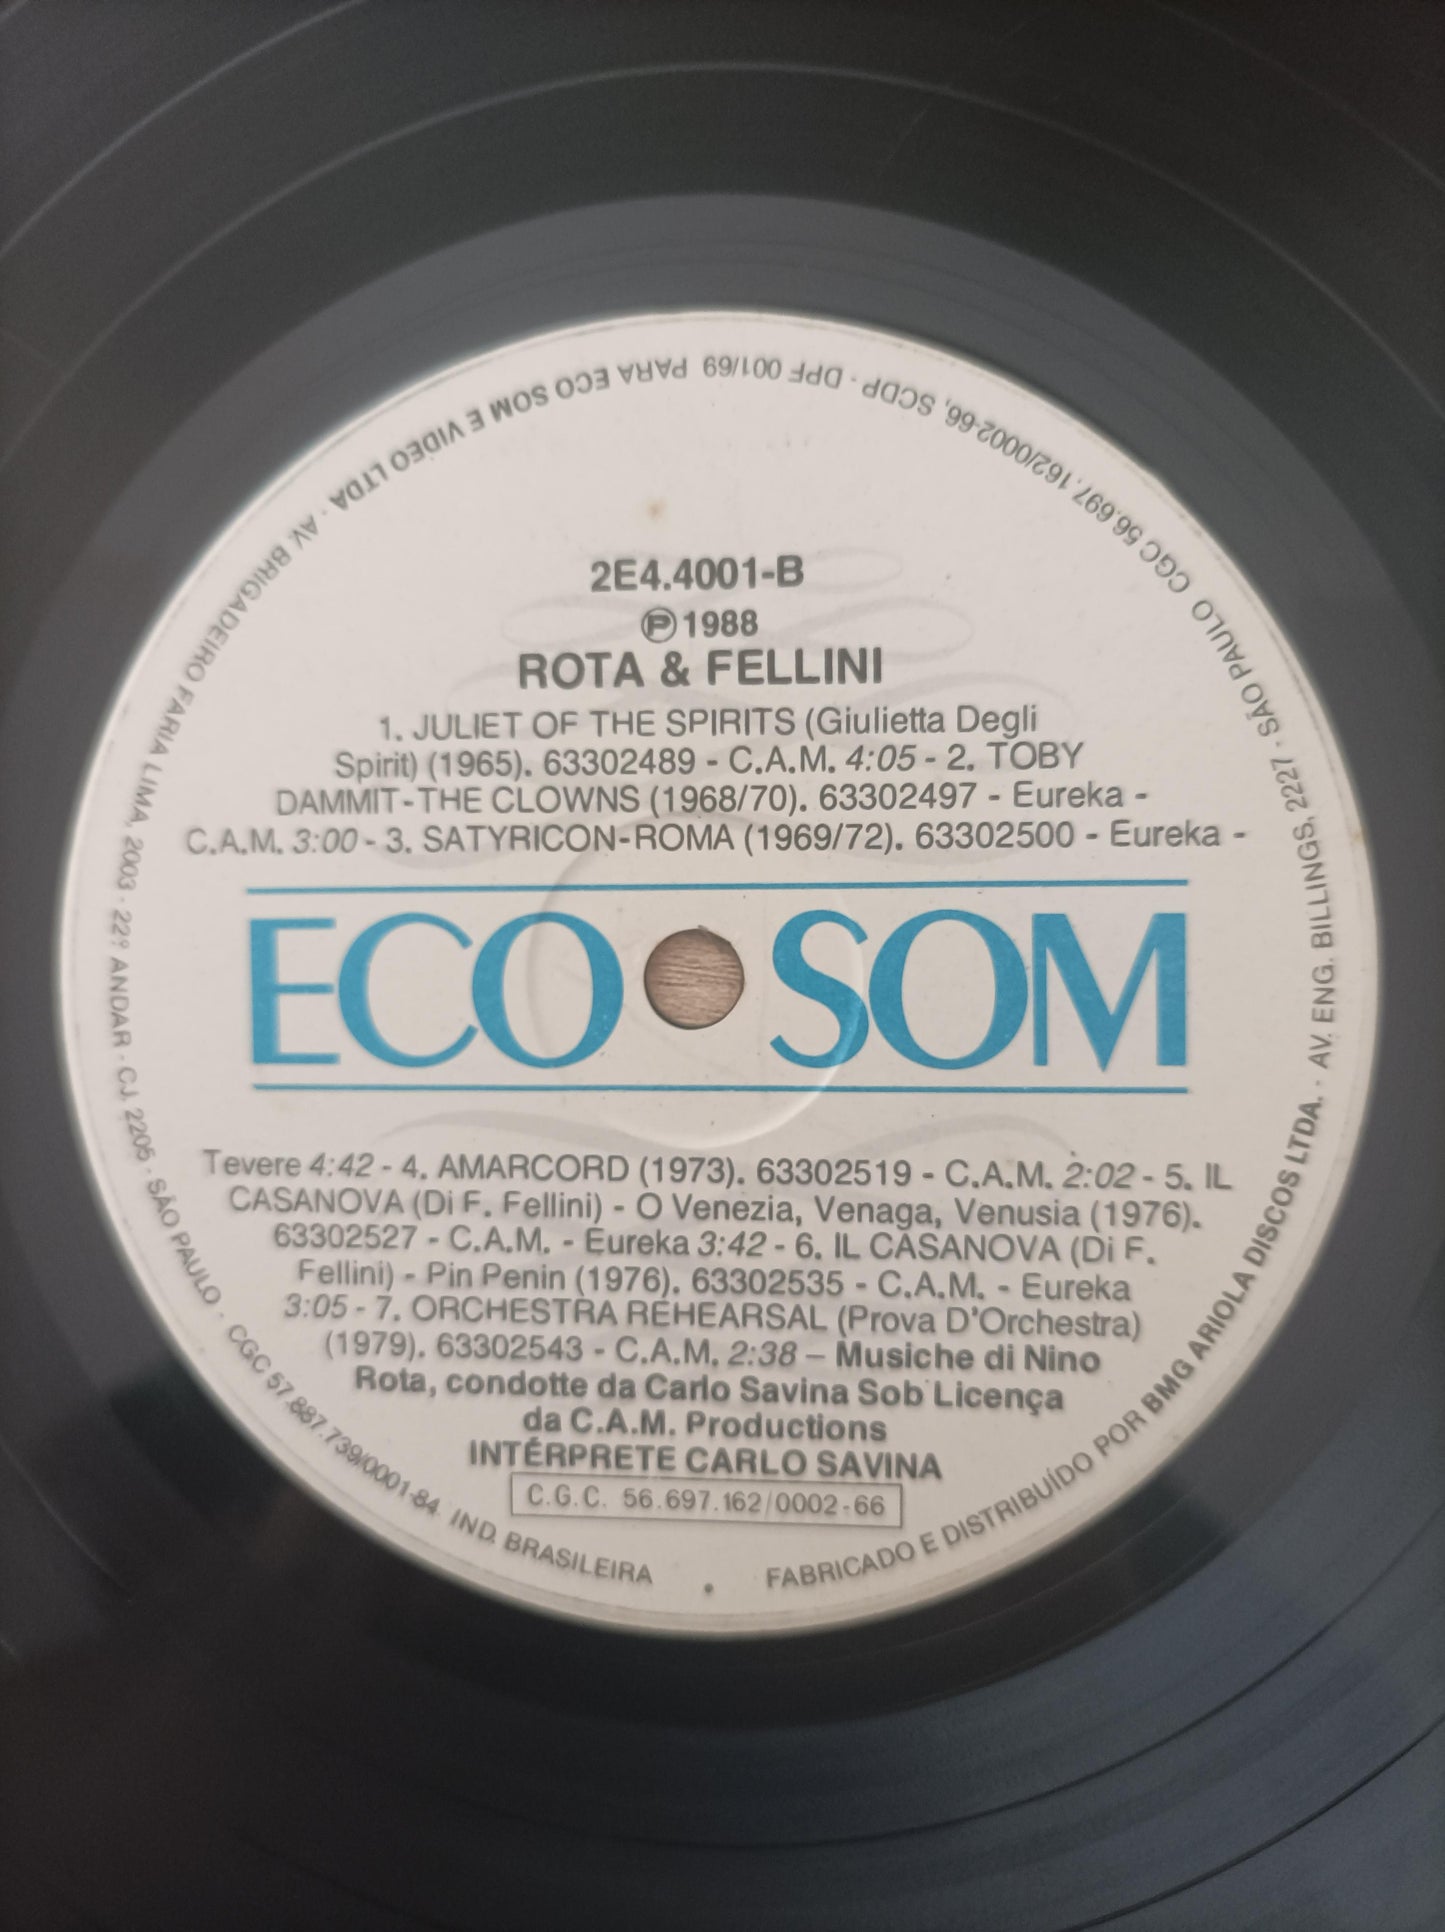 2E4.4001-B
Ⓟ 1988
ROTA & FELLINI
1. JULIET OF THE SPIRITS (Giulietta Degli
Spirit) (1965). 63302489 - C.A.M. 4:05 - 2. TOBY
DAMMIT-THE CLOWNS (1968/70). 63302497 - Eureka -
C.A.M. 3:00 - 3. SATYRICON-ROMA (1969/72). 63302500 - Eureka -
ECO SOM
Tevere 4:42 - 4. AMARCORD (1973). 63302519 - C.A.M. 2:02 - 5. IL
CASANOVA (Di F. Fellini) - O Venezia, Venaga, Venusia (1976).
63302527 - C.A.M. - Eureka 3:42 - 6. IL CASANOVA (Di F.
Fellini) - Pin Penin (1976). 63302535 - C.A.M. - Eureka
3:05 - 7. ORCHESTRA REHEARSAL (Prova D'Orchestra)
(1979). 63302543 - C.A.M. 2:38 – Musiche di Nino
Rota, condotte da Carlo Savina Sob Licença
da C.A.M. Productions
INTÉRPRETE CARLO SAVINA
C.G.C. 56.697.162/0002-66
FABRICADO E DISTRIBUÍDO POR BMG ARIOLA DISCOS LTDA. - AV. ENG. BILLINGS, 2227 - SÃO PAULO CGC 56.697.162/0002-66, SCDP - DPF 001/69 PARA ECO SOM E VIDEO LTDA - AV. BRIGADEIRO FARIA LIMA, 2003 - 22º ANDAR - CJ. 2205 - SÃO PAULO - CGC 57.887.739/0001-84 IND. BRASILEIRA